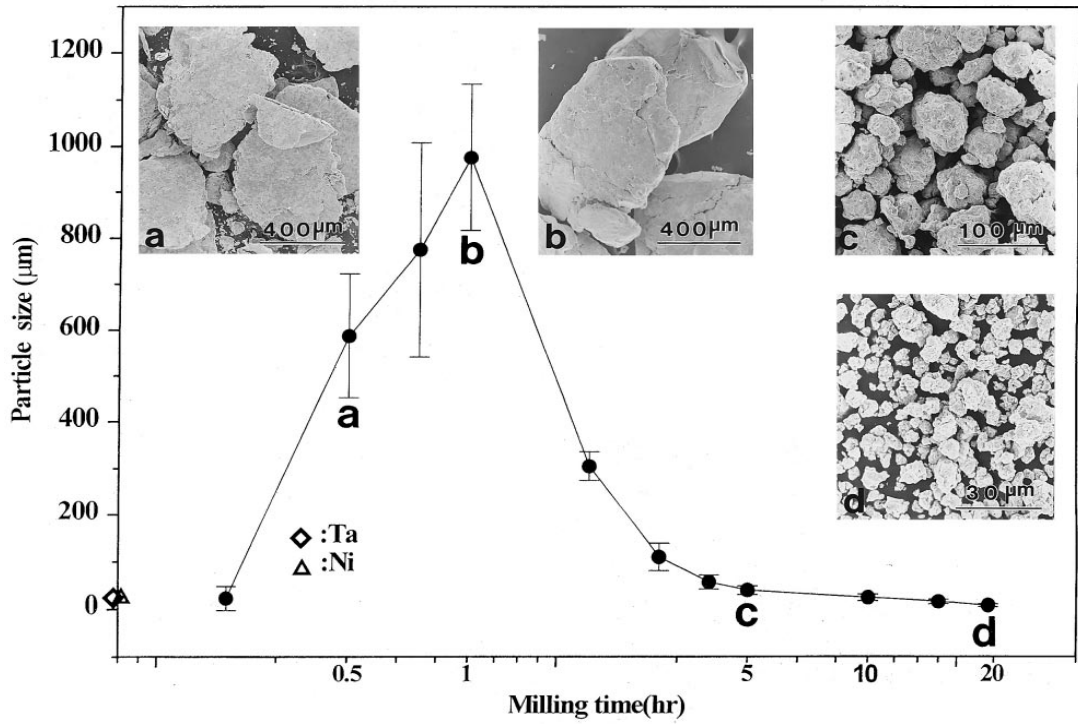 1200
1000
800
600
400
200
0
Particle size (μm)
a
400μm
b
400μm
c
100 μm
d
30 μm
a
b
c
d
◇:Ta
△:Ni
0.5
1
5
10
20
Milling time(hr)